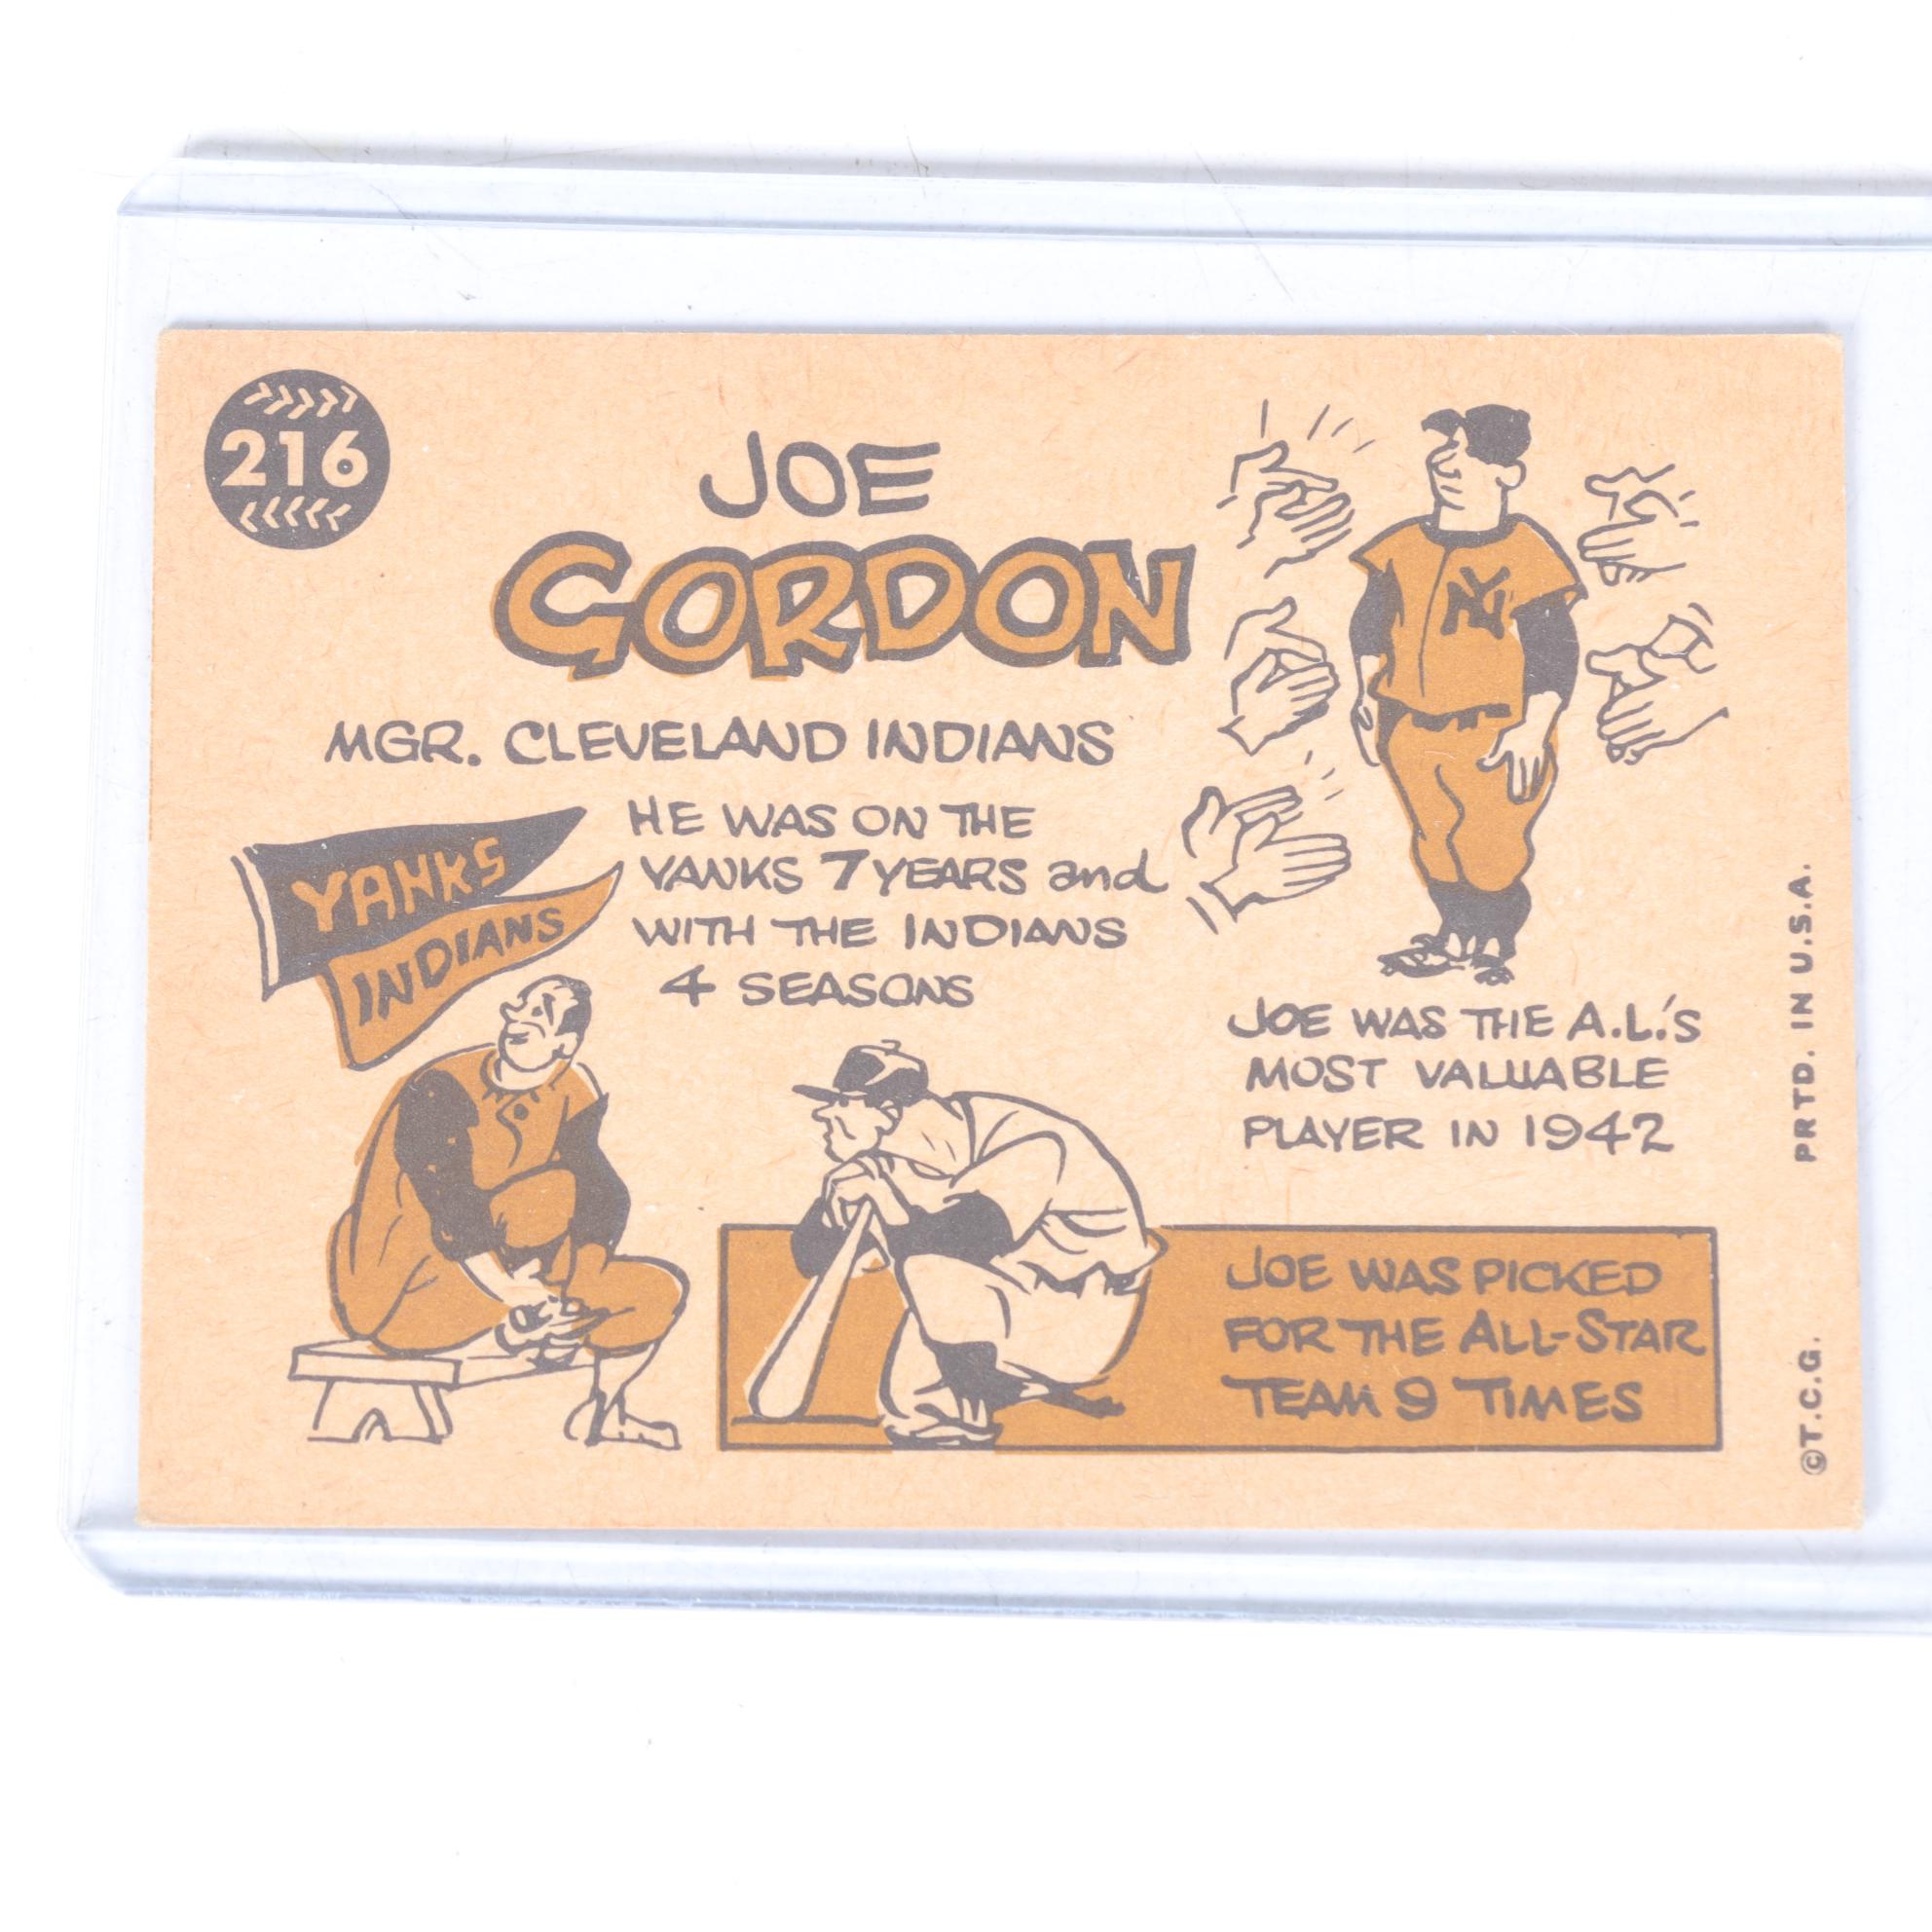 216
JOE
GORDON
MGR. CLEVELAND INDIANS
YANKS
INDIANS
HE WAS ON THE
YANKS 7 YEARS and
WITH THE INDIANS
4 SEASONS
NY
JOE WAS THE A.L.'S
MOST VALUABLE
PLAYER IN 1942
JOE WAS PICKED
FOR THE ALL-STAR
TEAM 9 TIMES
©T.C.G. PRTD. IN U.S.A.